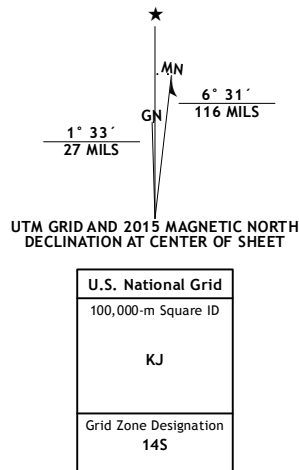 MN
GN
6° 31´
116 MILS
1° 33´
27 MILS
UTM GRID AND 2015 MAGNETIC NORTH
DECLINATION AT CENTER OF SHEET
U.S. National Grid
100,000-m Square ID
KJ
Grid Zone Designation
14S